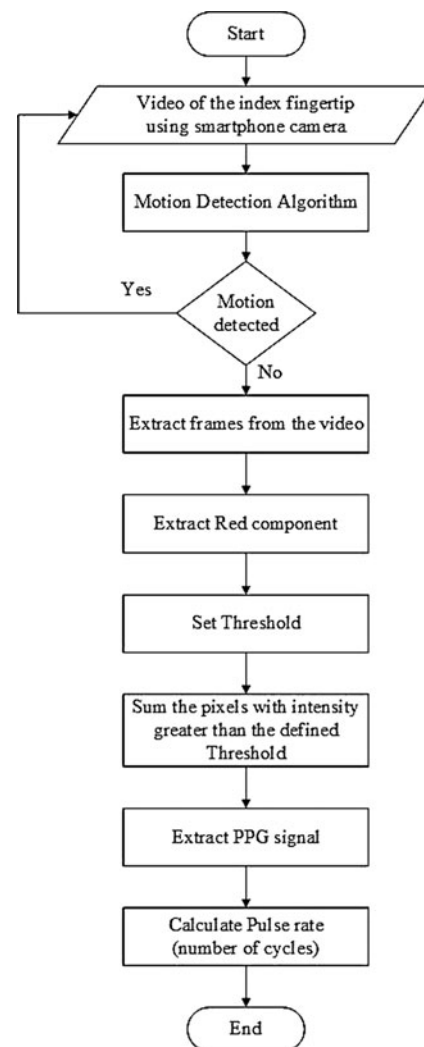 Start
Video of the index fingertip
using smartphone camera
Motion Detection Algorithm
Yes
Motion
detected
No
Extract frames from the video
Extract Red component
Set Threshold
Sum the pixels with intensity
greater than the defined
Threshold
Extract PPG signal
Calculate Pulse rate
(number of cycles)
End